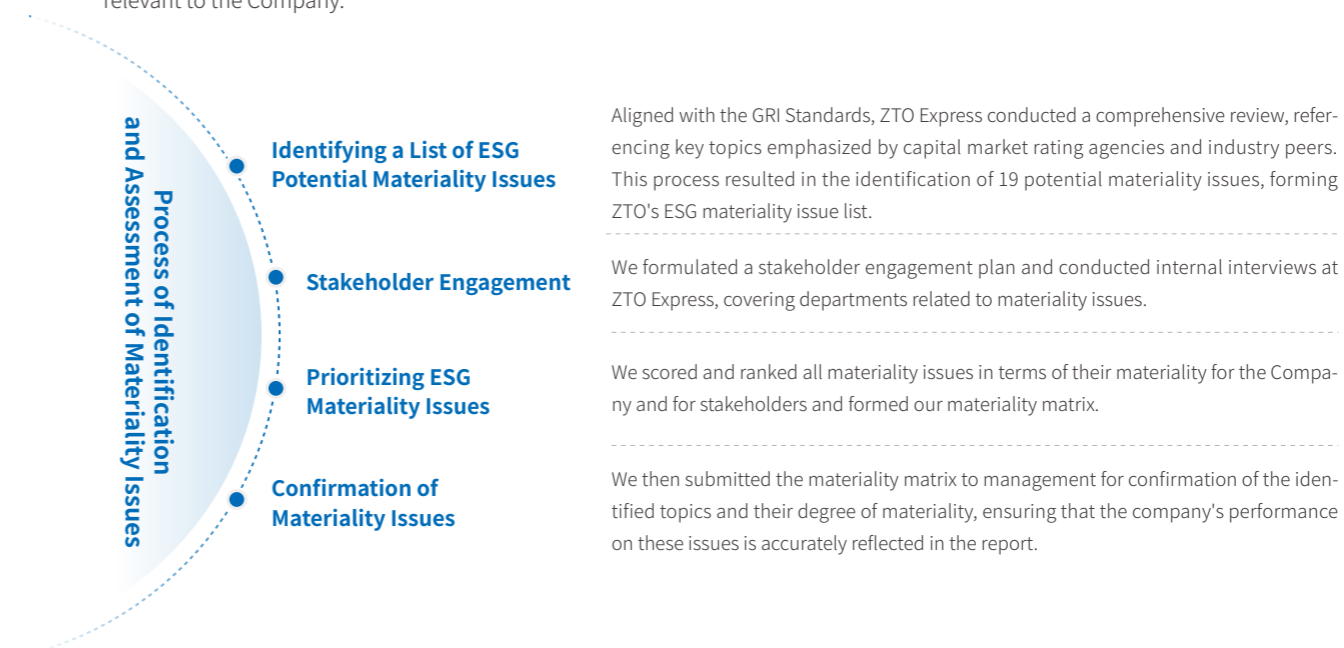 relevant to the Company.
Process of Identification
and Assessment of Materiality Issues
Identifying a List of ESG
Potential Materiality Issues
Aligned with the GRI Standards, ZTO Express conducted a comprehensive review, refer-
encing key topics emphasized by capital market rating agencies and industry peers.
This process resulted in the identification of 19 potential materiality issues, forming
ZTO's ESG materiality issue list.
Stakeholder Engagement
We formulated a stakeholder engagement plan and conducted internal interviews at
ZTO Express, covering departments related to materiality issues.
Prioritizing ESG
Materiality Issues
We scored and ranked all materiality issues in terms of their materiality for the Compa-
ny and for stakeholders and formed our materiality matrix.
Confirmation of
Materiality Issues
We then submitted the materiality matrix to management for confirmation of the iden-
tified topics and their degree of materiality, ensuring that the company's performance
on these issues is accurately reflected in the report.